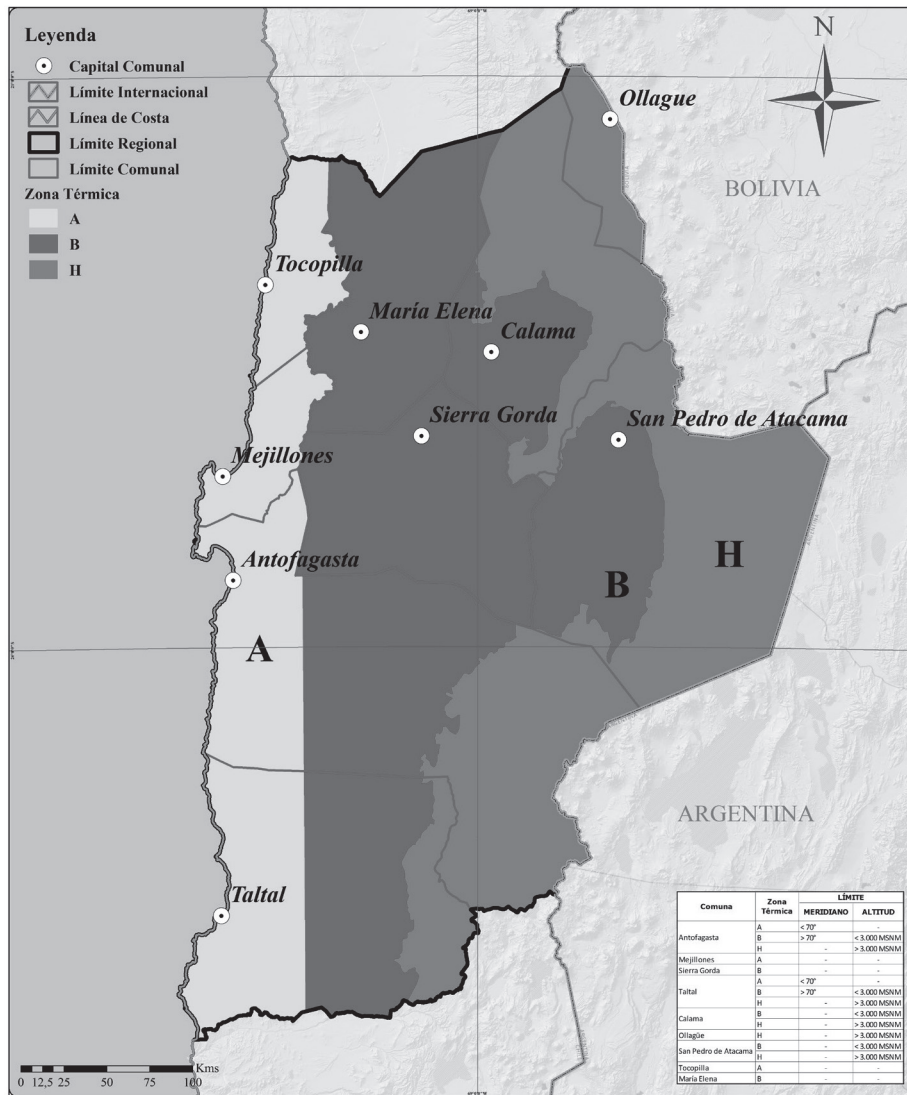 Leyenda
Capital Comunal
Límite Internacional
Línea de Costa
Límite Regional
Límite Comunal
Zona Térmica
A
B
H
N
Ollague
BOLIVIA
Tocopilla
María Elena
Calama
Sierra Gorda
San Pedro de Atacama
Mejillones
Antofagasta
A
B
H
ARGENTINA
Taltal
Kms
0 12,5 25 50 75 100
Comuna Zona Térmica LÍMITE
MERIDIANO ALTITUD
Antofagasta A < 70° -
B > 70° < 3.000 MSNM
H - > 3.000 MSNM
Mejillones A - -
Sierra Gorda B - -
Taltal A < 70° -
B > 70° < 3.000 MSNM
H - > 3.000 MSNM
Calama B - < 3.000 MSNM
H - > 3.000 MSNM
Ollagüe H - > 3.000 MSNM
San Pedro de Atacama B - < 3.000 MSNM
H - > 3.000 MSNM
Tocopilla A - -
María Elena B - -